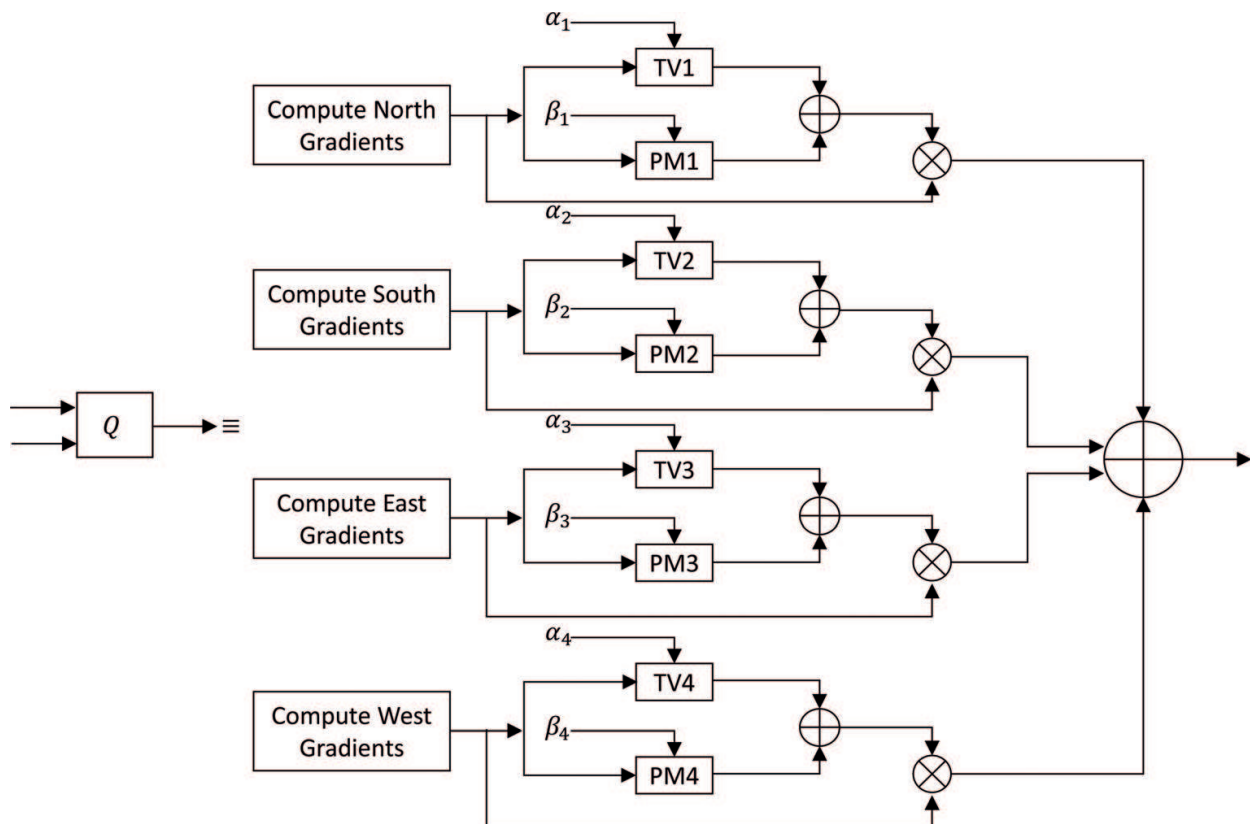 α₁
TV1
Compute North
Gradients
β₁
PM1
α₂
TV2
Compute South
Gradients
β₂
PM2
Q
≡
α₃
TV3
Compute East
Gradients
β₃
PM3
α₄
TV4
Compute West
Gradients
β₄
PM4